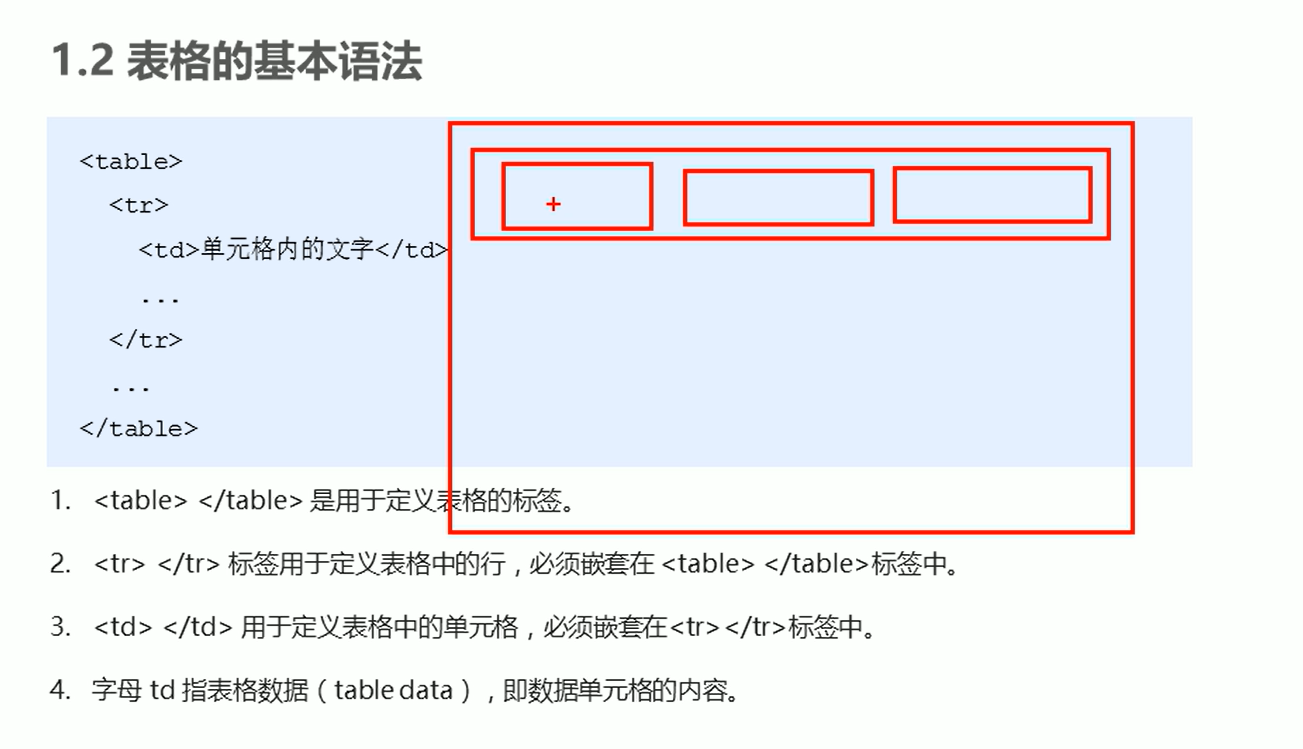 1.2 表格的基本语法
<table>
<tr>
<td>单元格内的文字</td>
...
</tr>
...
</table>
1. <table> </table> 是用于定义表格的标签。
2. <tr> </tr> 标签用于定义表格中的行，必须嵌套在 <table> </table>标签中。
3. <td> </td> 用于定义表格中的单元格，必须嵌套在<tr></tr>标签中。
4. 字母 td 指表格数据（table data），即数据单元格的内容。